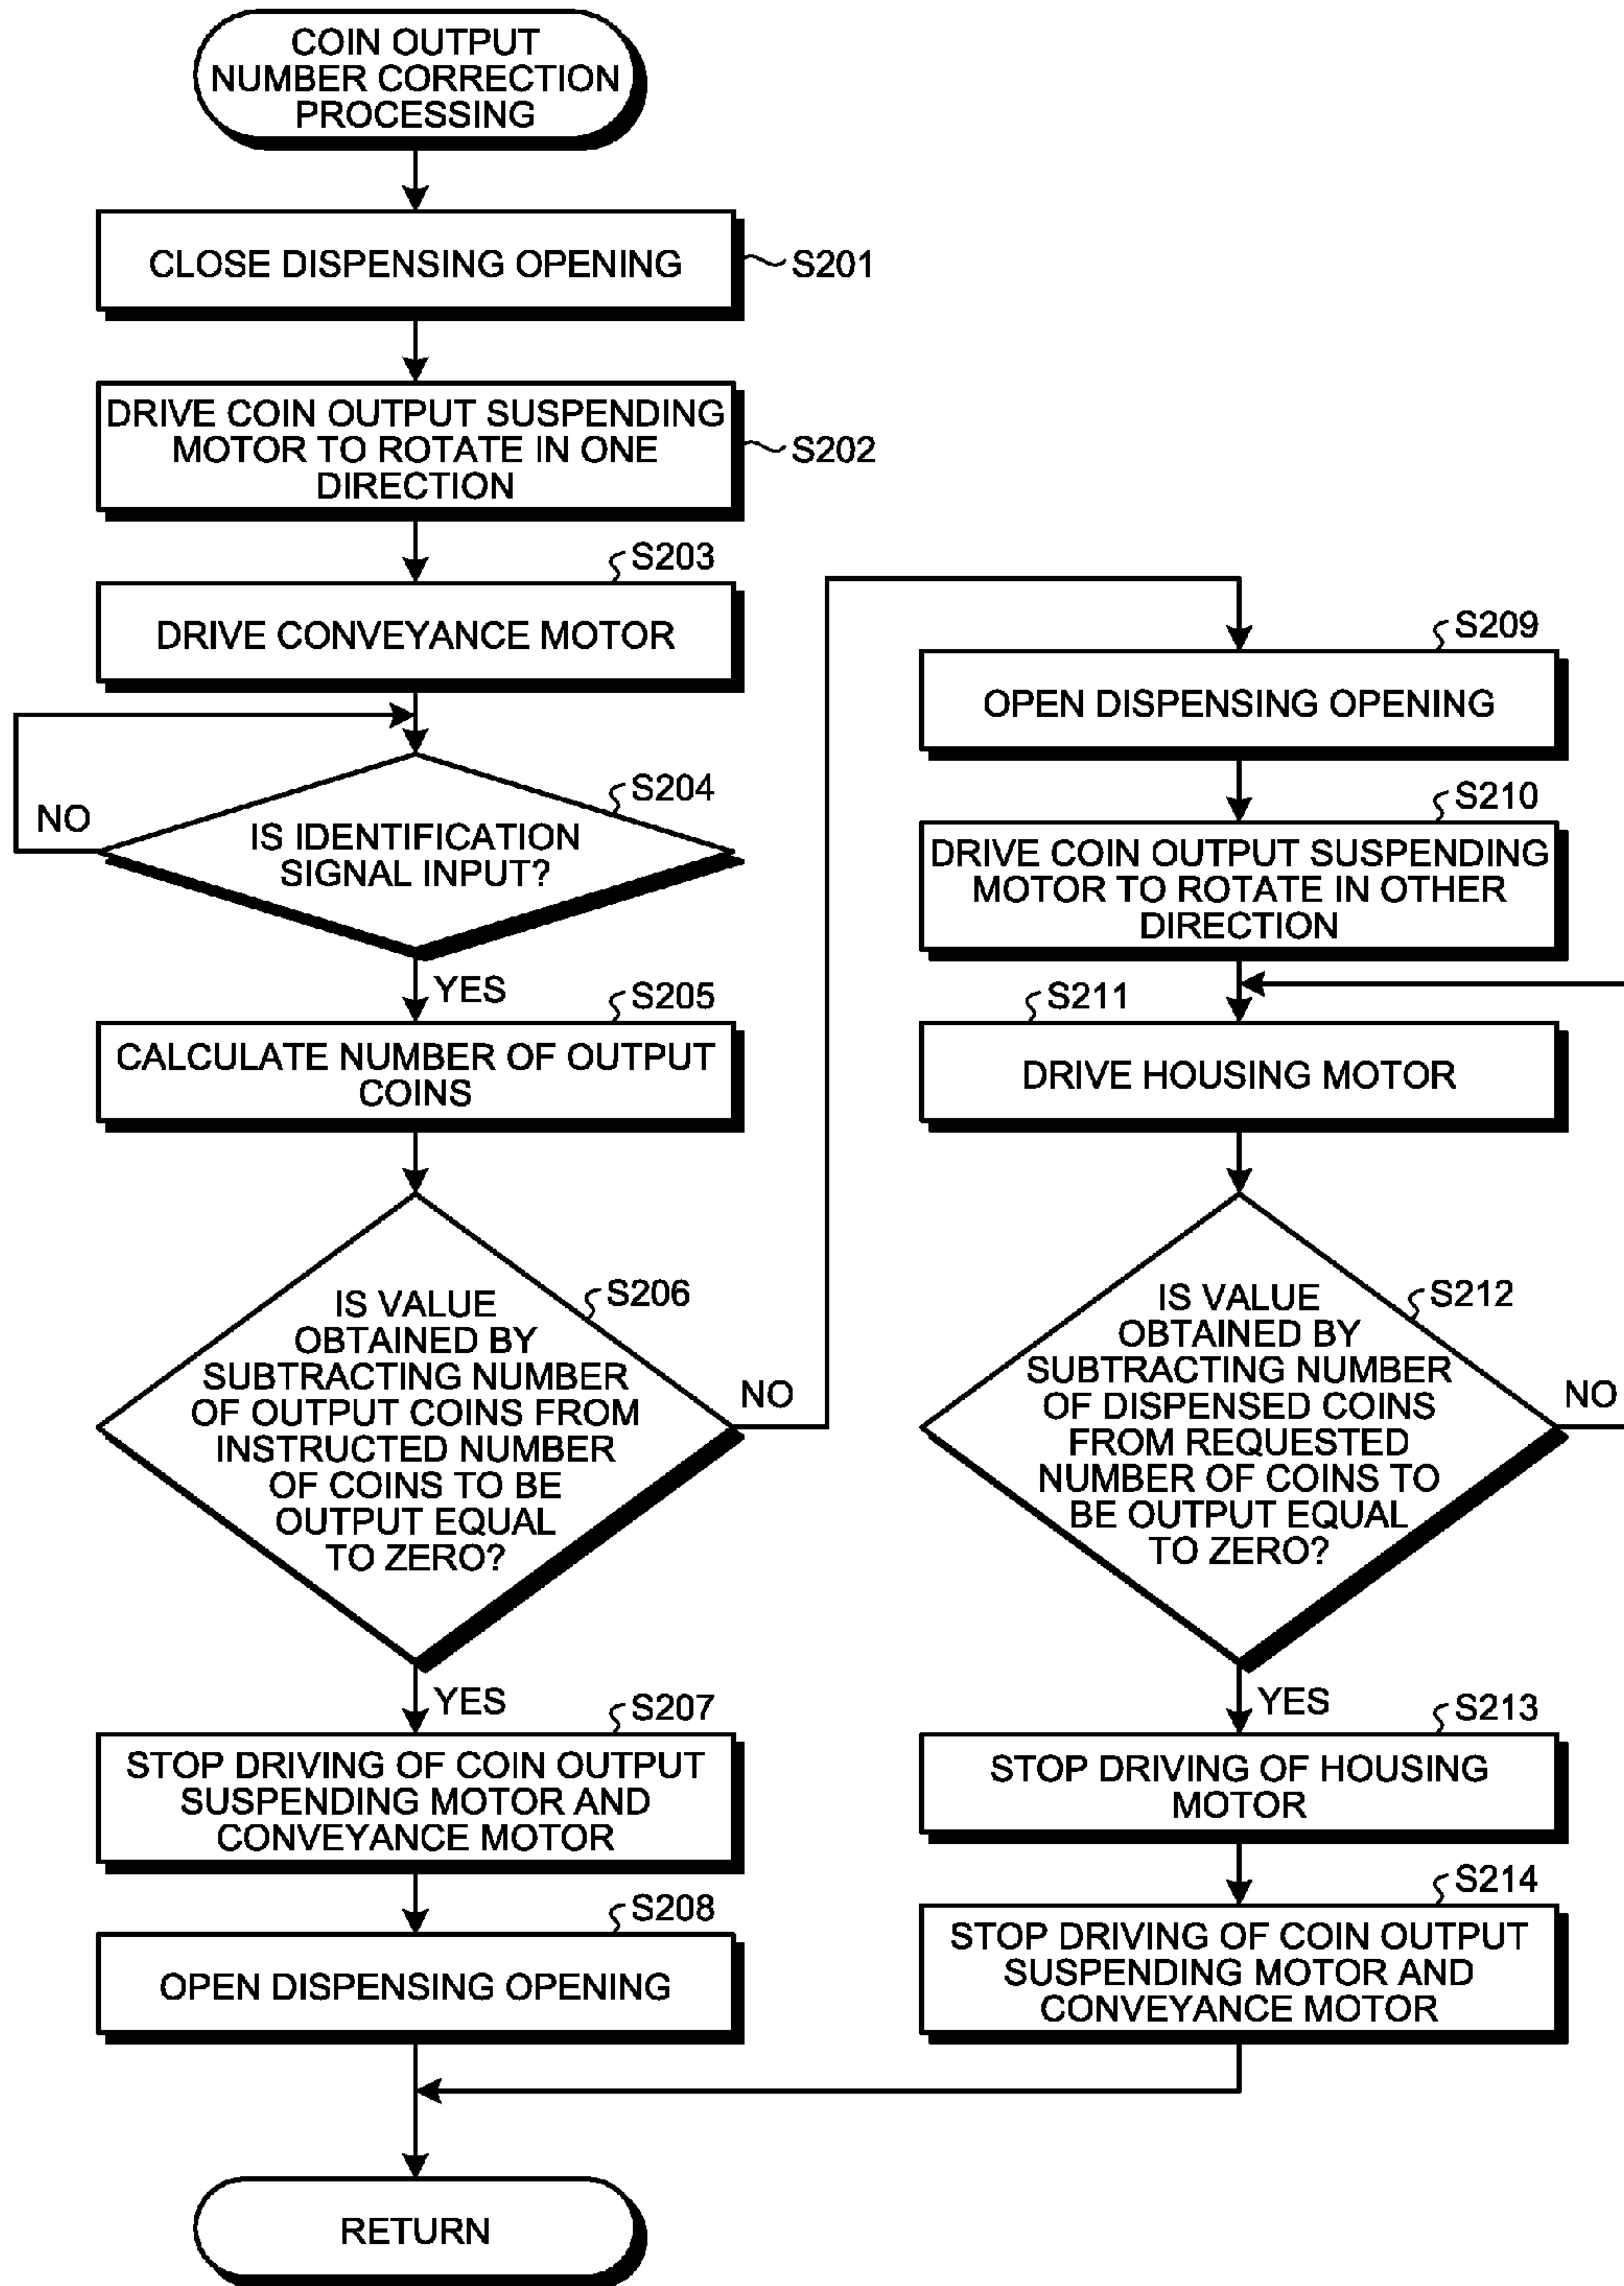 COIN OUTPUT
NUMBER CORRECTION
PROCESSING
CLOSE DISPENSING OPENING
S201
DRIVE COIN OUTPUT SUSPENDING
MOTOR TO ROTATE IN ONE
DIRECTION
S202
S203
DRIVE CONVEYANCE MOTOR
S204
NO
IS IDENTIFICATION
SIGNAL INPUT?
YES
S205
CALCULATE NUMBER OF OUTPUT
COINS
S206
IS VALUE
OBTAINED BY
SUBTRACTING NUMBER
OF OUTPUT COINS FROM
INSTRUCTED NUMBER
OF COINS TO BE
OUTPUT EQUAL
TO ZERO?
NO
YES
S207
STOP DRIVING OF COIN OUTPUT
SUSPENDING MOTOR AND
CONVEYANCE MOTOR
S208
OPEN DISPENSING OPENING
S209
OPEN DISPENSING OPENING
S210
DRIVE COIN OUTPUT SUSPENDING
MOTOR TO ROTATE IN OTHER
DIRECTION
S211
DRIVE HOUSING MOTOR
S212
IS VALUE
OBTAINED BY
SUBTRACTING NUMBER
OF DISPENSED COINS
FROM REQUESTED
NUMBER OF COINS TO
BE OUTPUT EQUAL
TO ZERO?
NO
YES
S213
STOP DRIVING OF HOUSING
MOTOR
S214
STOP DRIVING OF COIN OUTPUT
SUSPENDING MOTOR AND
CONVEYANCE MOTOR
RETURN